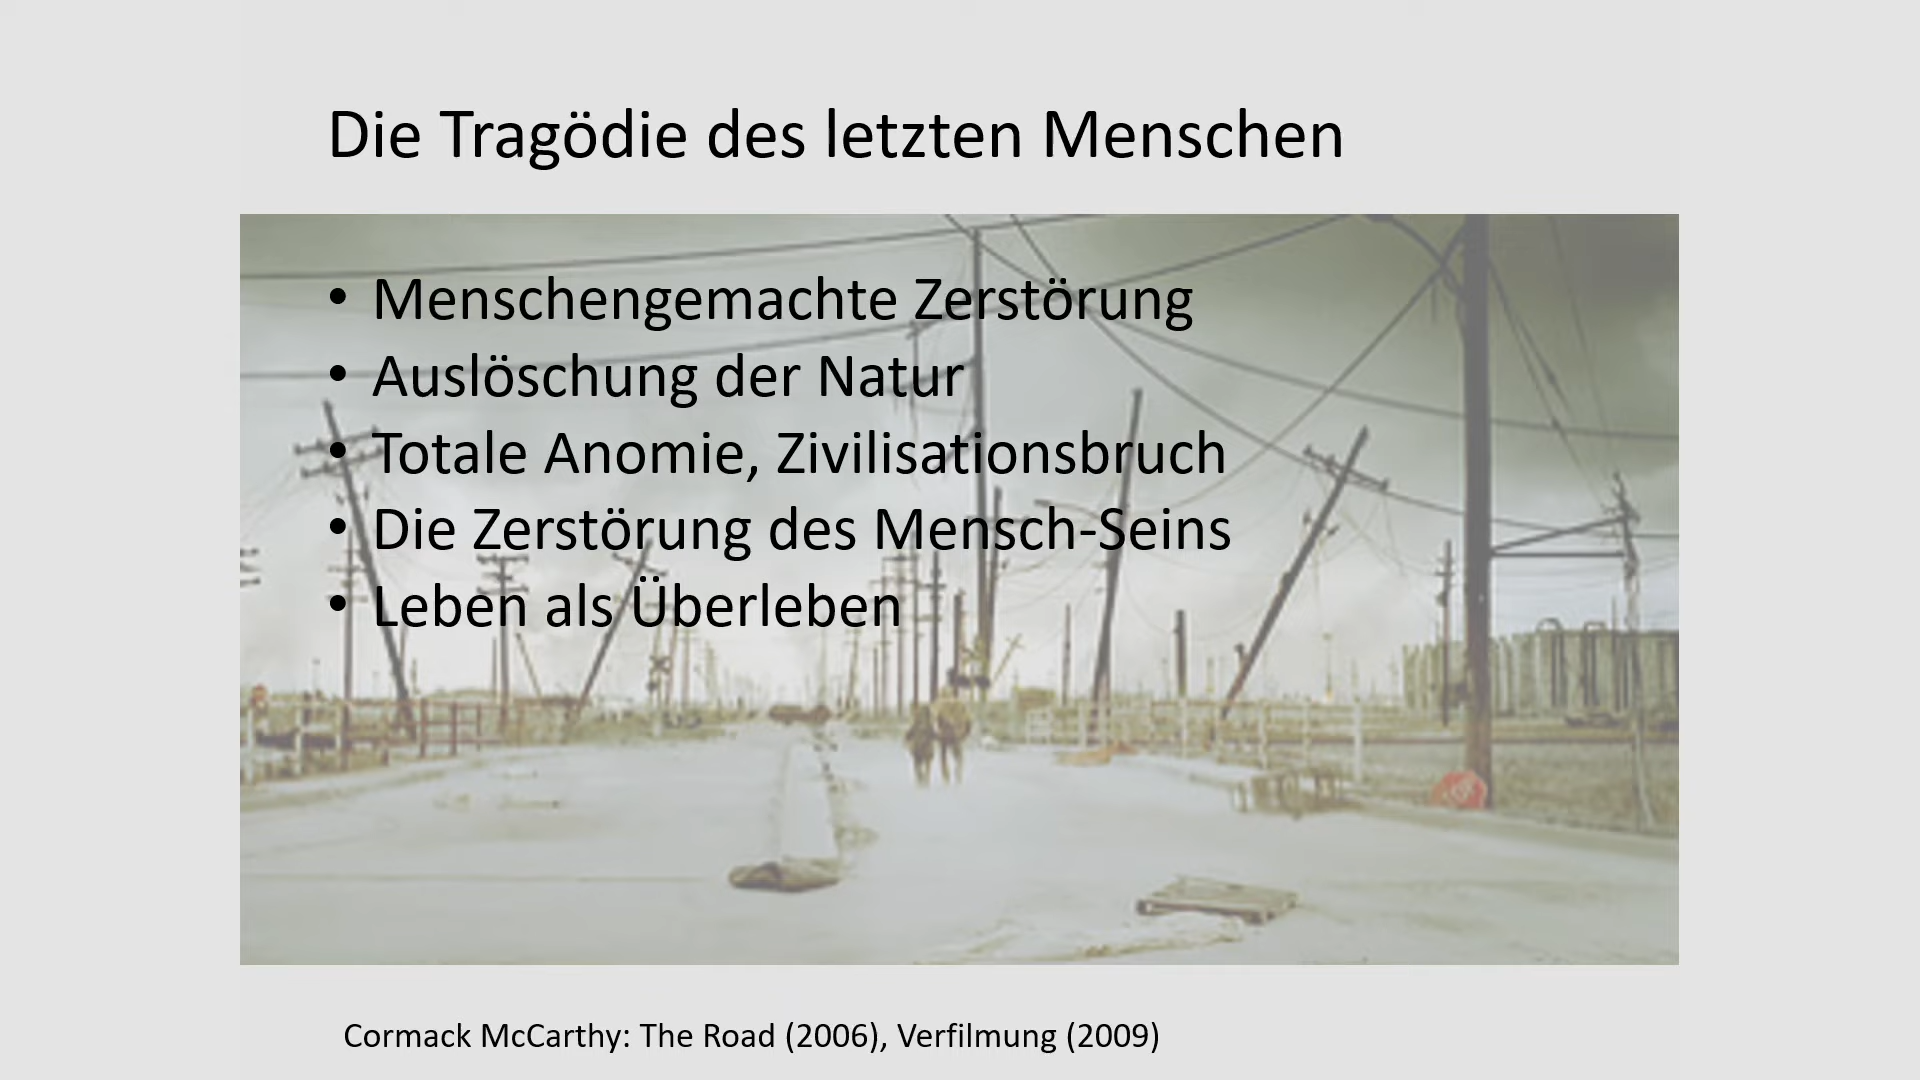 Die Tragödie des letzten Menschen
• Menschengemachte Zerstörung
• Auslöschung der Natur
• Totale Anomie, Zivilisationsbruch
• Die Zerstörung des Mensch-Seins
• Leben als Überleben
Cormack McCarthy: The Road (2006), Verfilmung (2009)